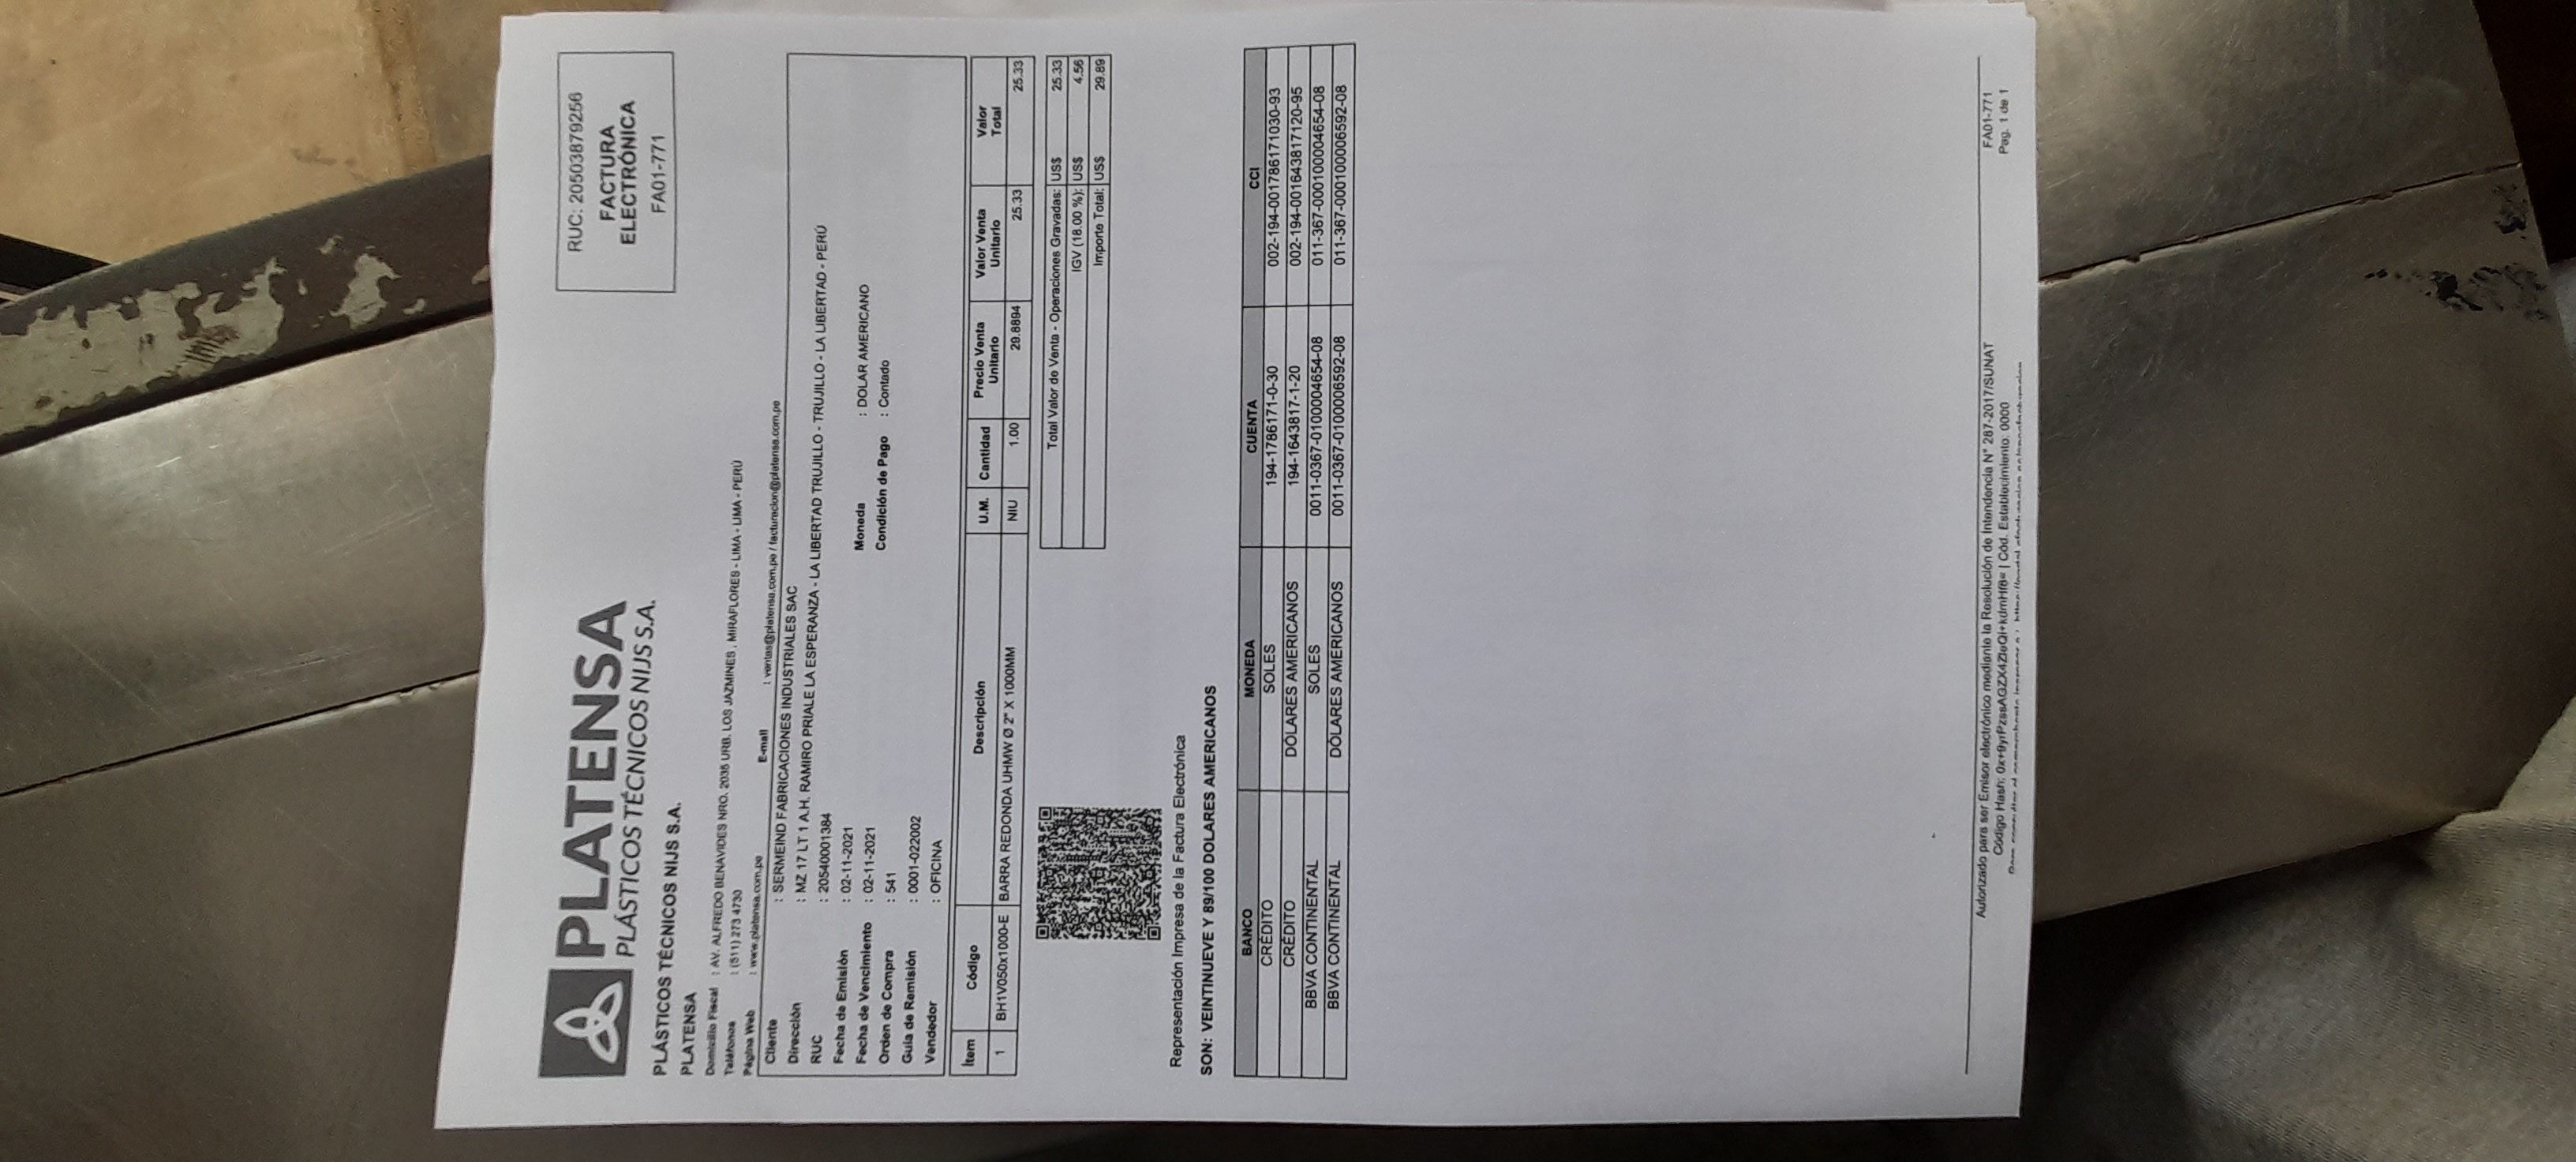 PLATENSA
PLÁSTICOS TÉCNICOS NIJS S.A.
RUC: 20503879256
FACTURA
ELECTRÓNICA
FA01-771
PLÁSTICOS TÉCNICOS NIJS S.A.
PLATENSA
Domicilio Fiscal : AV. ALFREDO BENAVIDES NRO. 2035 URB. LOS JAZMINES , MIRAFLORES - LIMA - LIMA - PERÚ
Teléfonos : (511) 273 4730
Página Web : www.platensa.com.pe E-mail : ventas@platensa.com.pe / facturacion@platensa.com.pe
Cliente : SERMEIND FABRICACIONES INDUSTRIALES SAC
Dirección : MZ 17 LT 1 A.H. RAMIRO PRIALE LA ESPERANZA - LA LIBERTAD TRUJILLO - TRUJILLO - LA LIBERTAD - PERÚ
RUC : 20540001384
Fecha de Emisión : 02-11-2021 Moneda : DOLAR AMERICANO
Fecha de Vencimiento : 02-11-2021 Condición de Pago : Contado
Orden de Compra : 541
Guía de Remisión : 0001-022002
Vendedor : OFICINA
Item Código Descripción U.M. Cantidad Precio Venta Unitario Valor Venta Unitario Valor Total
1 BH1V050x1000-E BARRA REDONDA UHMW Ø 2" X 1000MM NIU 1.00 29.8894 25.33 25.33
Total Valor de Venta - Operaciones Gravadas: US$ 25.33
IGV (18.00 %): US$ 4.56
Importe Total: US$ 29.89
Representación Impresa de la Factura Electrónica
SON: VEINTINUEVE Y 89/100 DOLARES AMERICANOS
BANCO MONEDA CUENTA CCI
CRÉDITO SOLES 194-1786171-0-30 002-194-001786171030-93
CRÉDITO DÓLARES AMERICANOS 194-1643817-1-20 002-194-001643817120-95
BBVA CONTINENTAL SOLES 0011-0367-0100004654-08 011-367-000100004654-08
BBVA CONTINENTAL DÓLARES AMERICANOS 0011-0367-0100006592-08 011-367-000100006592-08
Autorizado para ser Emisor electrónico mediante la Resolución de Intendencia N° 287-2017/SUNAT
FA01-771
Código Hash: | Cód. Establecimiento: 0000
Pag. 1 de 1